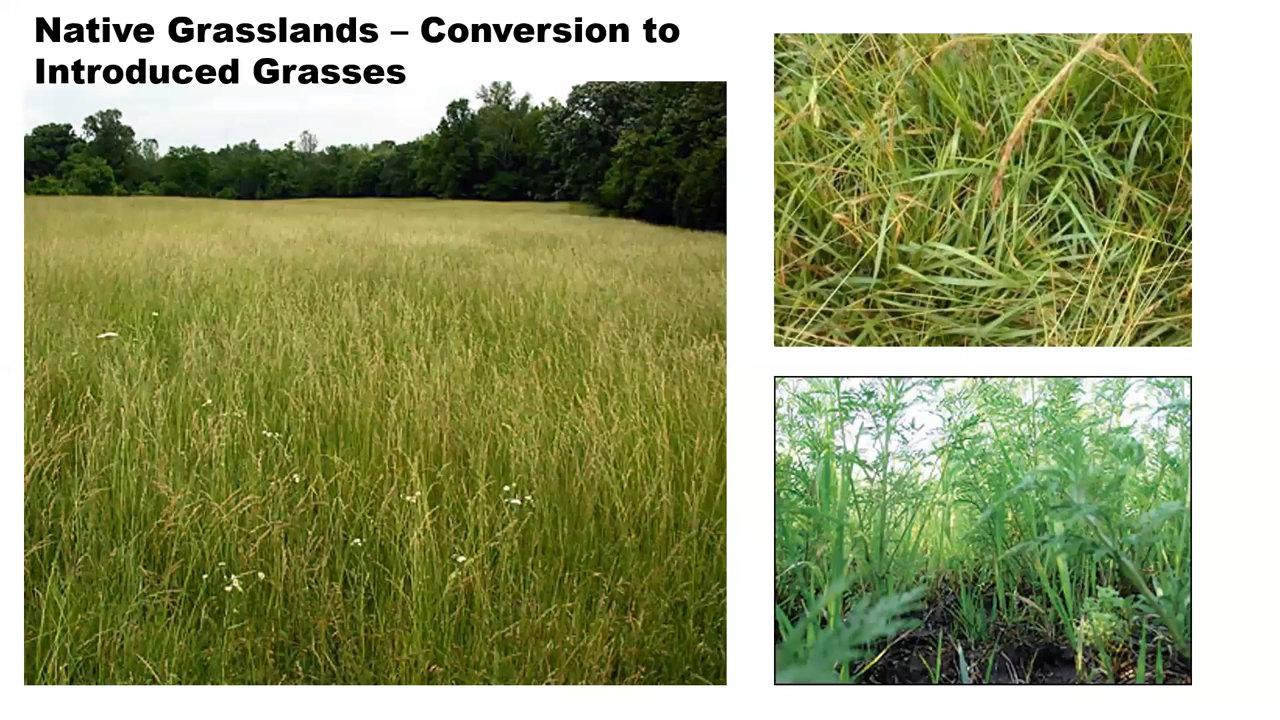 Native Grasslands – Conversion to
Introduced Grasses